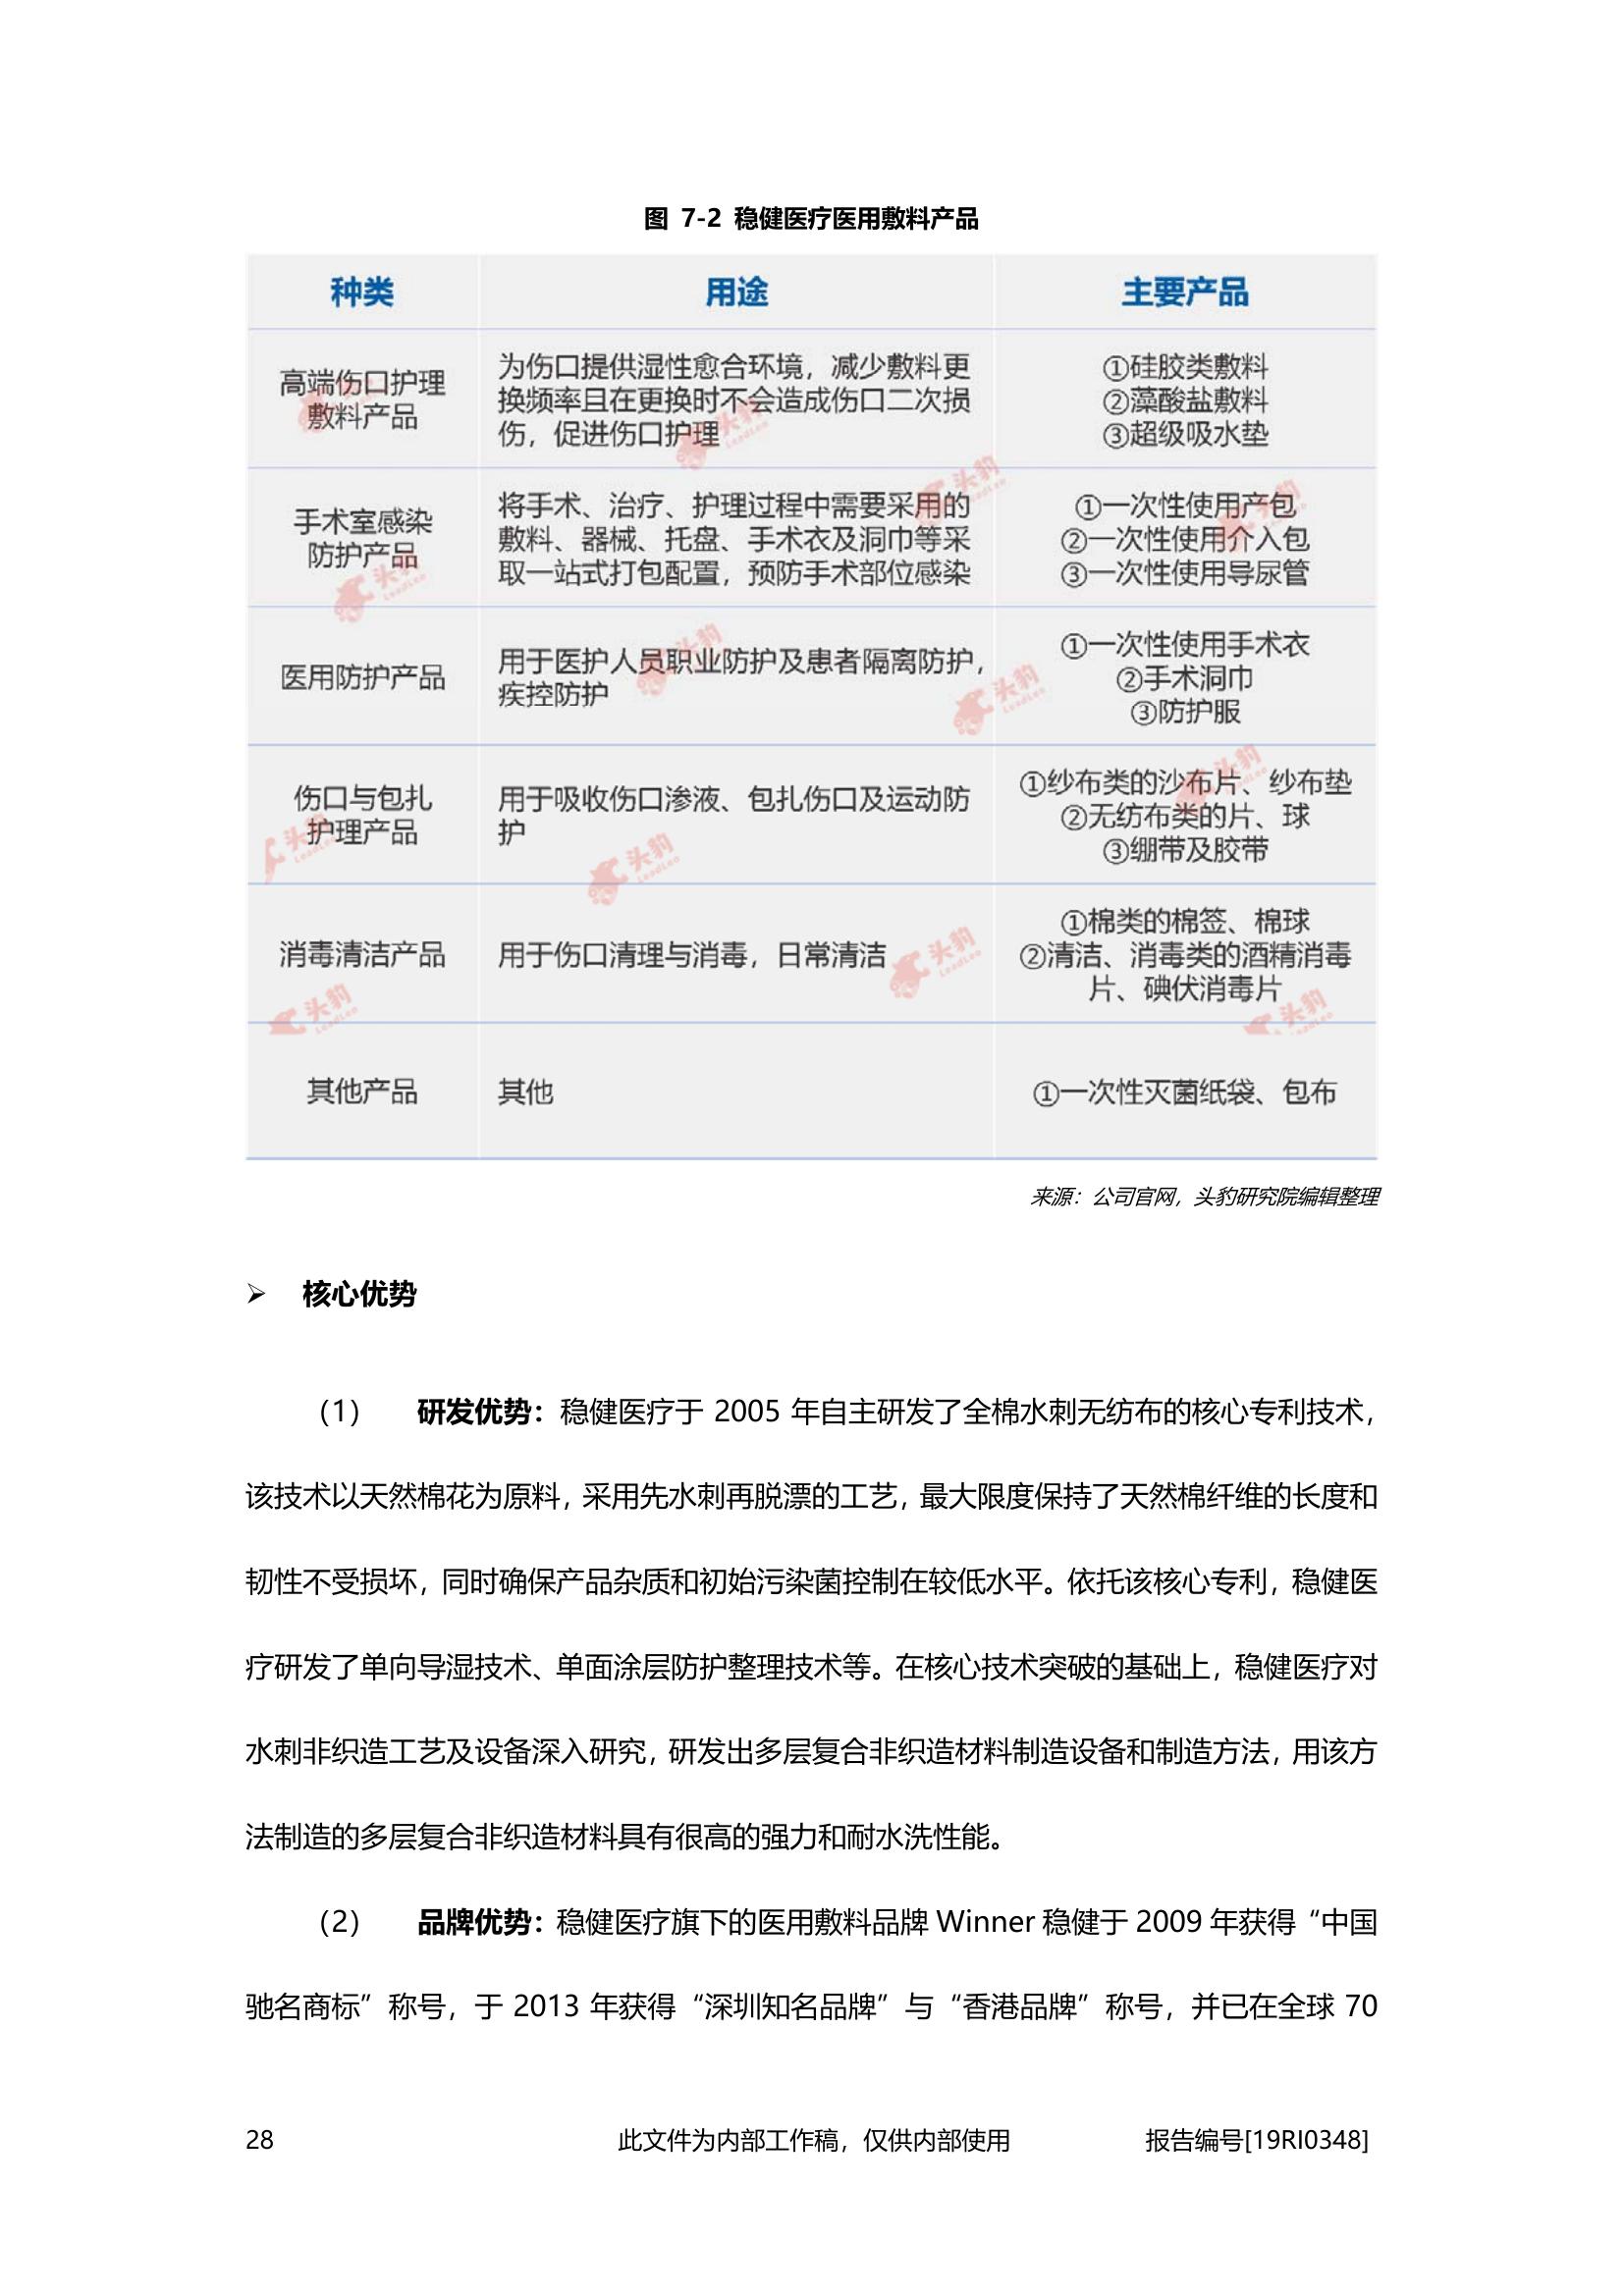 图 7-2 稳健医疗医用敷料产品
种类 用途 主要产品
高端伤口护理
敷料产品
为伤口提供湿性愈合环境，减少敷料更
换频率且在更换时不会造成伤口二次损
伤，促进伤口护理
①硅胶类敷料
②藻酸盐敷料
③超级吸水垫
手术室感染
防护产品
将手术、治疗、护理过程中需要采用的
敷料、器械、托盘、手术衣及洞巾等采
取一站式打包配置，预防手术部位感染
①一次性使用产包
②一次性使用介入包
③一次性使用导尿管
医用防护产品
用于医护人员职业防护及患者隔离防护，
疾控防护
①一次性使用手术衣
②手术洞巾
③防护服
伤口与包扎
护理产品
用于吸收伤口渗液、包扎伤口及运动防
护
①纱布类的沙布片、纱布垫
②无纺布类的片、球
③绷带及胶带
消毒清洁产品
用于伤口清理与消毒，日常清洁
①棉类的棉签、棉球
②清洁、消毒类的酒精消毒
片、碘伏消毒片
其他产品
其他
①一次性灭菌纸袋、包布
来源：公司官网，头豹研究院编辑整理
➢ 核心优势
（1） 研发优势：稳健医疗于 2005 年自主研发了全棉水刺无纺布的核心专利技术，
该技术以天然棉花为原料，采用先水刺再脱漂的工艺，最大限度保持了天然棉纤维的长度和
韧性不受损坏，同时确保产品杂质和初始污染菌控制在较低水平。依托该核心专利，稳健医
疗研发了单向导湿技术、单面涂层防护整理技术等。在核心技术突破的基础上，稳健医疗对
水刺非织造工艺及设备深入研究，研发出多层复合非织造材料制造设备和制造方法，用该方
法制造的多层复合非织造材料具有很高的强力和耐水洗性能。
（2） 品牌优势：稳健医疗旗下的医用敷料品牌 Winner 稳健于 2009 年获得“中国
驰名商标”称号，于 2013 年获得“深圳知名品牌”与“香港品牌”称号，并已在全球 70
28 此文件为内部工作稿，仅供内部使用 报告编号[19RI0348]